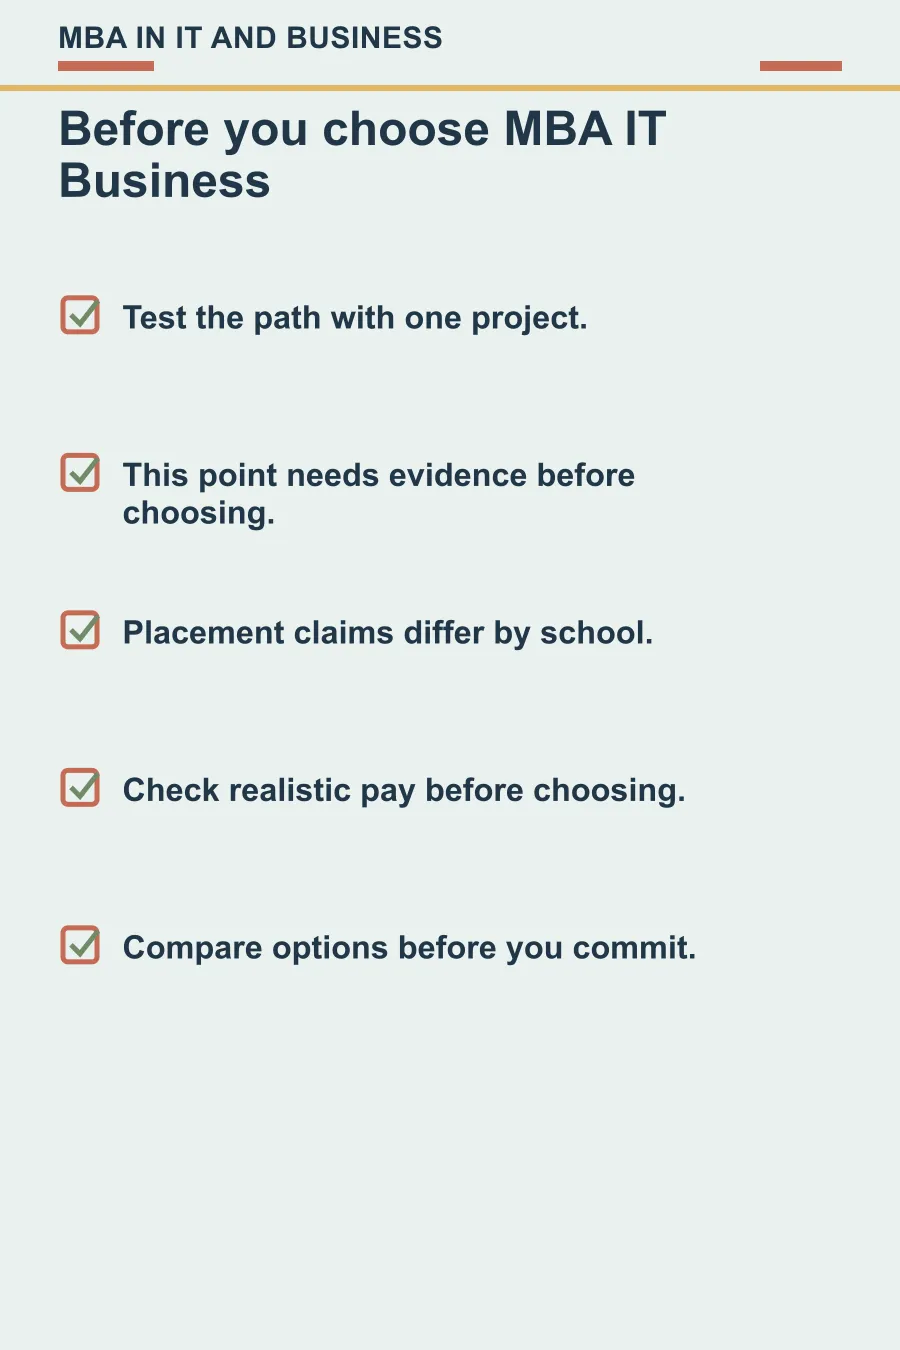 MBA IN IT AND BUSINESS
Before you choose MBA IT
Business
Test the path with one project.
This point needs evidence before
choosing.
Placement claims differ by school.
Check realistic pay before choosing.
Compare options before you commit.